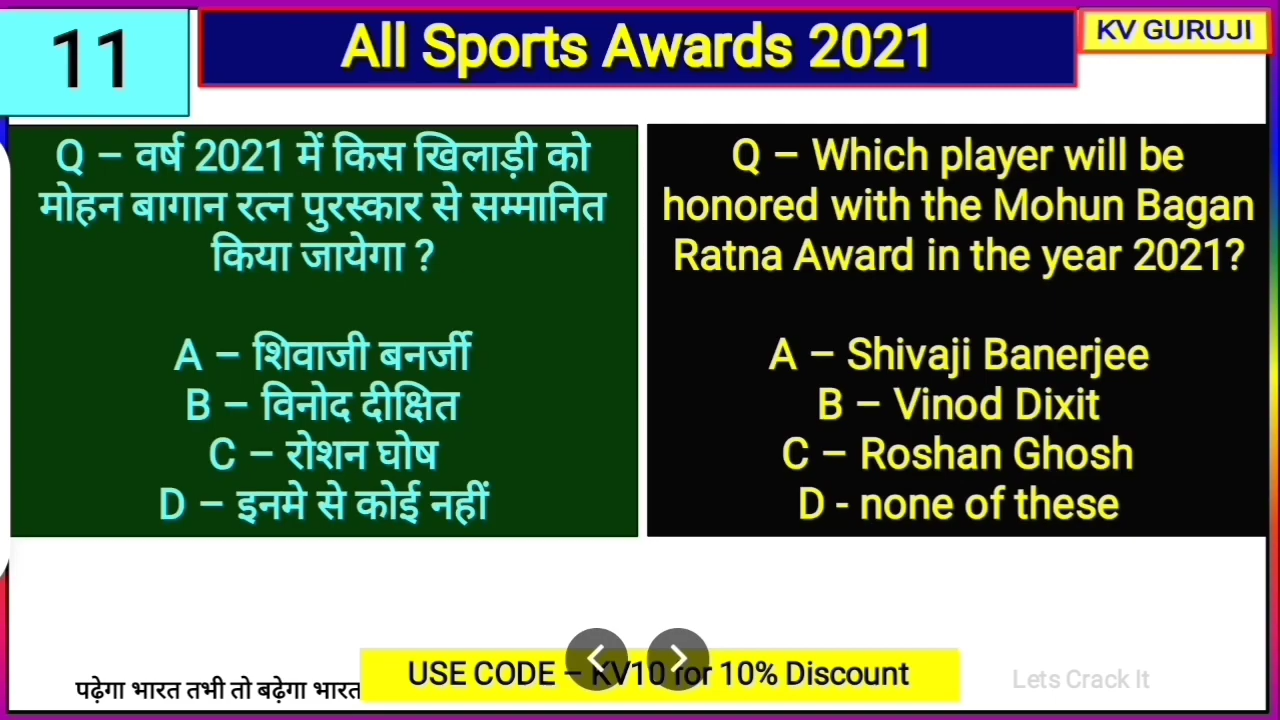 11
All Sports Awards 2021
KV GURUJI
Q – वर्ष 2021 में किस खिलाड़ी को
मोहन बागान रत्न पुरस्कार से सम्मानित
किया जायेगा ?
A – शिवाजी बनर्जी
B – विनोद दीक्षित
C – रोशन घोष
D – इनमे से कोई नहीं
Q – Which player will be
honored with the Mohun Bagan
Ratna Award in the year 2021?
A – Shivaji Banerjee
B – Vinod Dixit
C – Roshan Ghosh
D - none of these
USE CODE – KV10 for 10% Discount
पढ़ेगा भारत तभी तो बढ़ेगा भारत
Lets Crack It